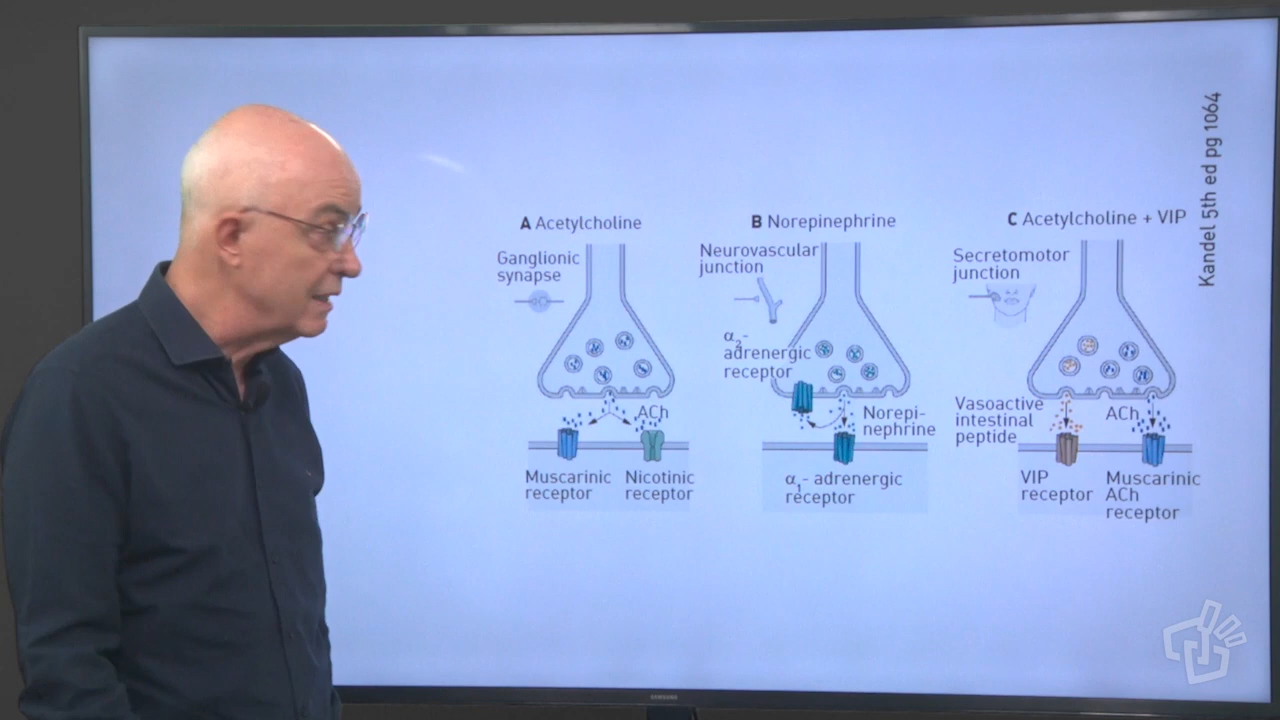 Kandel 5th ed pg 1064
A Acetylcholine
Ganglionic
synapse
ACh
Muscarinic
receptor
Nicotinic
receptor
B Norepinephrine
Neurovascular
junction
α2-
adrenergic
receptor
Norepi-
nephrine
α1- adrenergic
receptor
C Acetylcholine + VIP
Secretomotor
junction
Vasoactive
intestinal
peptide
ACh
VIP
receptor
Muscarinic
ACh
receptor
SAMSUNG